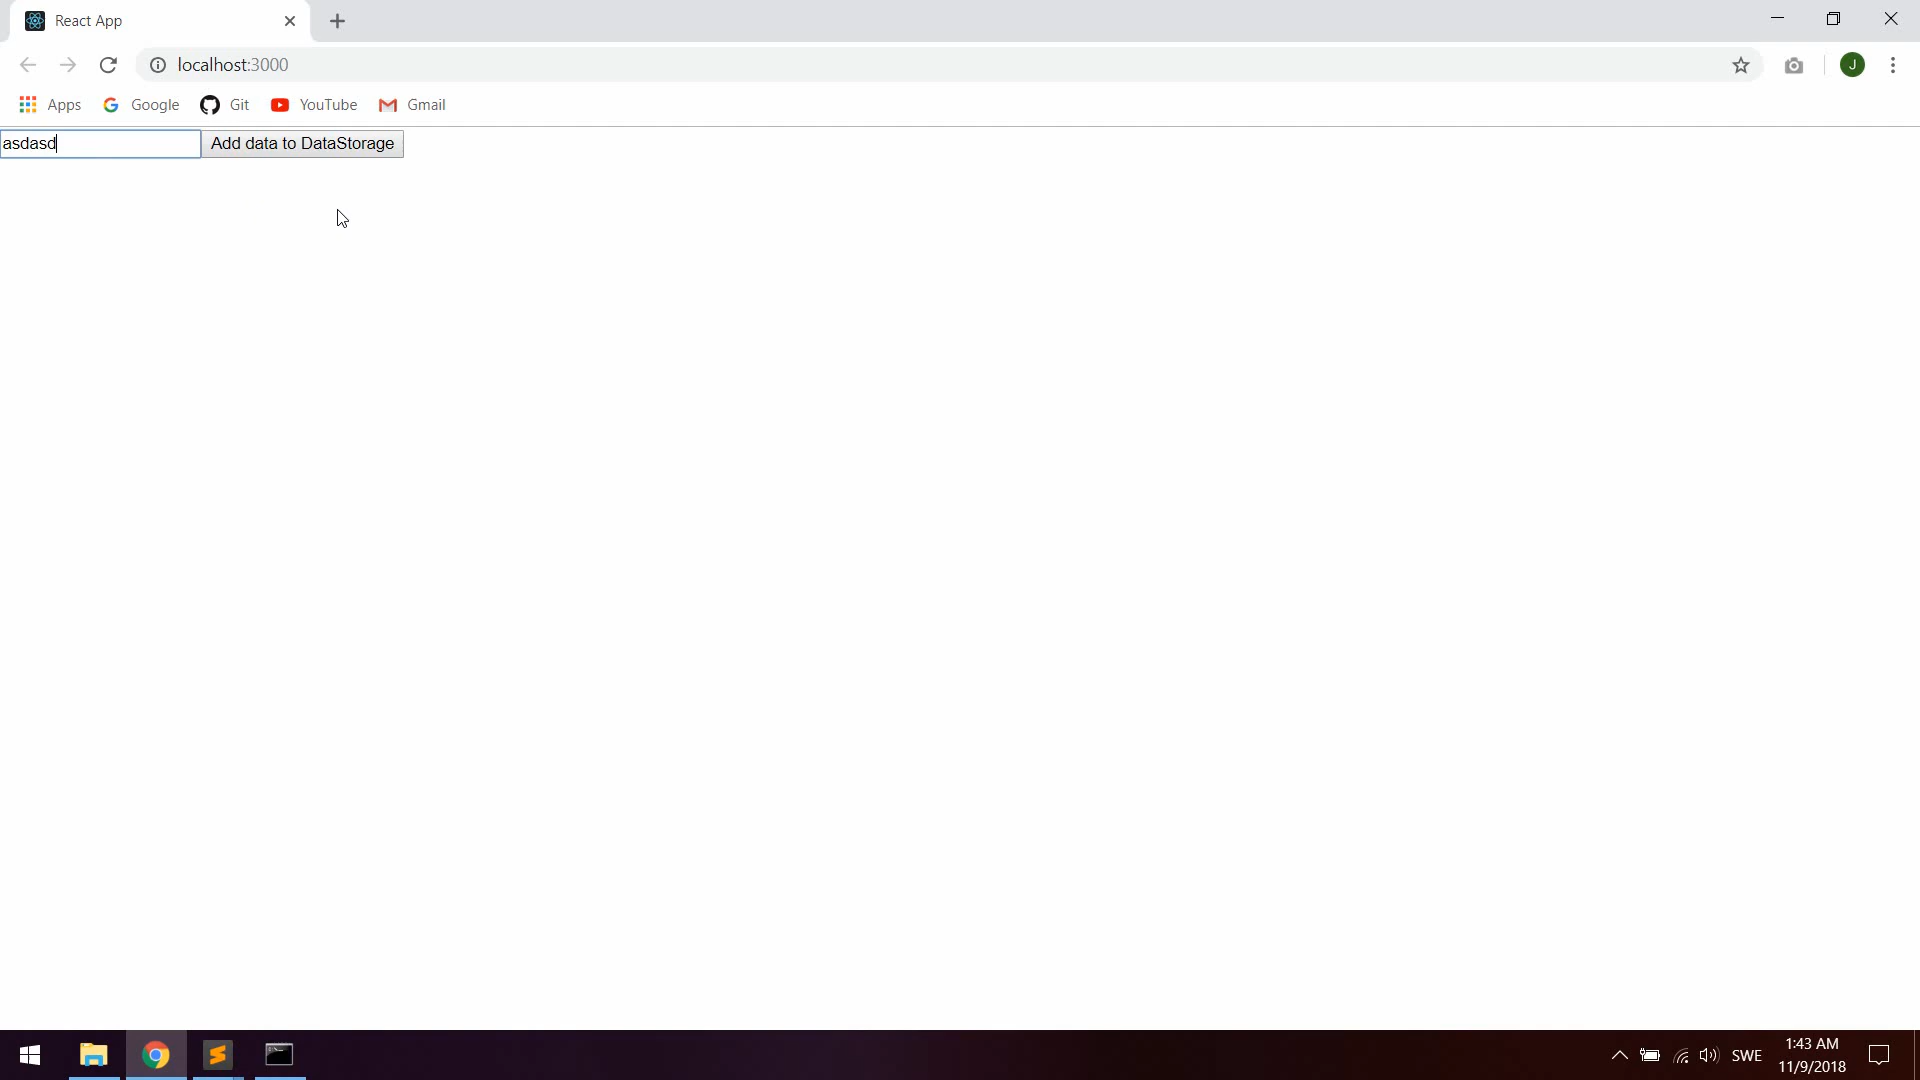 React App
localhost:3000
Apps Google Git YouTube Gmail
J
asdasd Add data to DataStorage
SWE
1:43 AM
11/9/2018